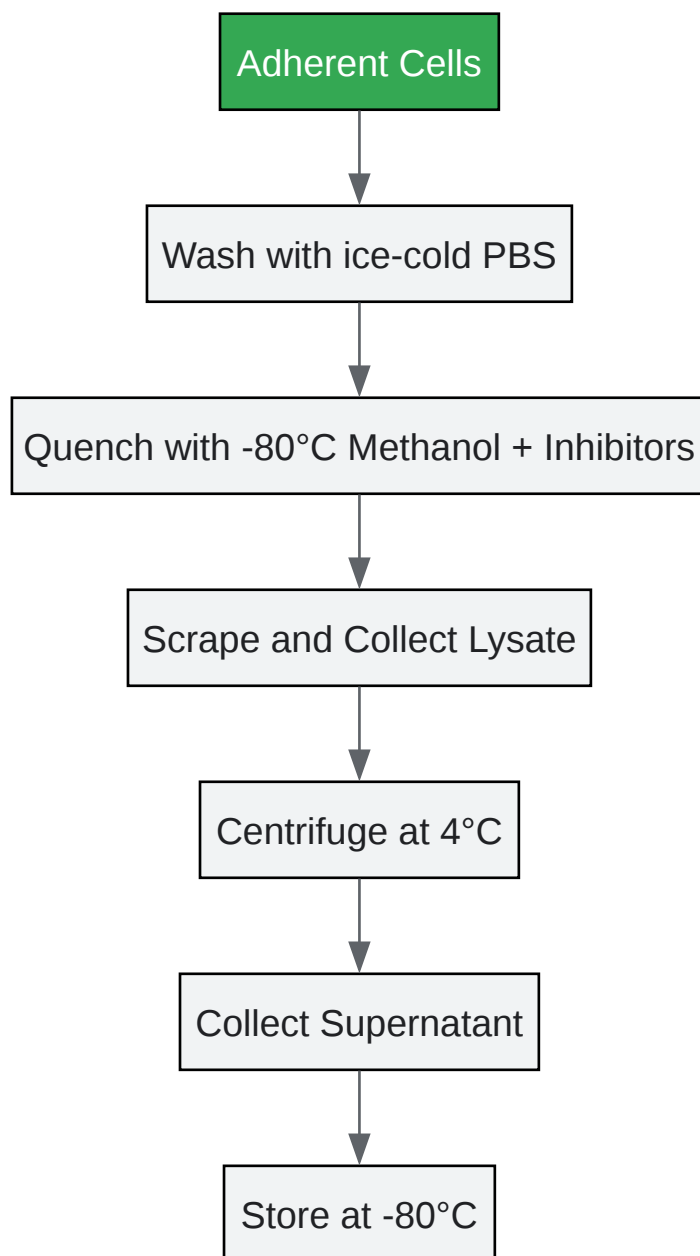 Adherent Cells
Wash with ice-cold PBS
Quench with -80°C Methanol + Inhibitors
Scrape and Collect Lysate
Centrifuge at 4°C
Collect Supernatant
Store at -80°C